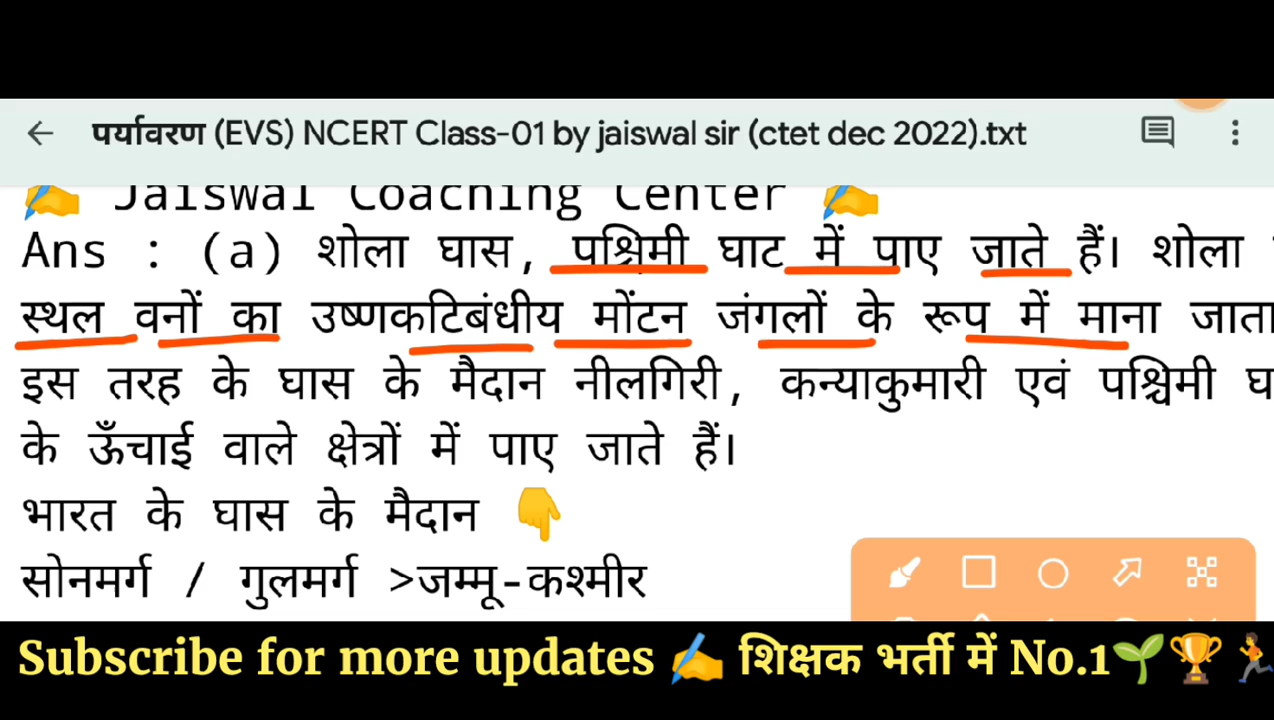 पर्यावरण (EVS) NCERT Class-01 by jaiswal sir (ctet dec 2022).txt
✍️ Jaiswal Coaching Center ✍️
Ans : (a) शोला घास, पश्चिमी घाट में पाए जाते हैं। शोला
स्थल वनों का उष्णकटिबंधीय मोंटन जंगलों के रूप में माना जाता
इस तरह के घास के मैदान नीलगिरी, कन्याकुमारी एवं पश्चिमी
के ऊँचाई वाले क्षेत्रों में पाए जाते हैं।
भारत के घास के मैदान 👇
सोनमर्ग / गुलमर्ग >जम्मू-कश्मीर
Subscribe for more updates ✍️ शिक्षक भर्ती में No.1🌱🏆🏃